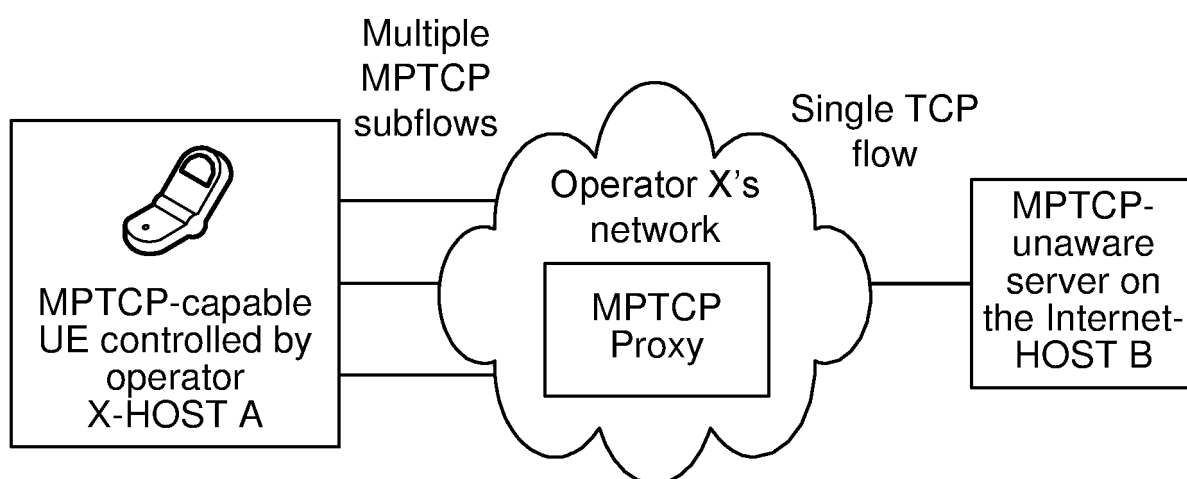 Multiple
MPTCP
subflows
Single TCP
flow
MPTCP-capable
UE controlled by
operator
X-HOST A
Operator X's
network
MPTCP
Proxy
MPTCP-
unaware
server on
the Internet-
HOST B